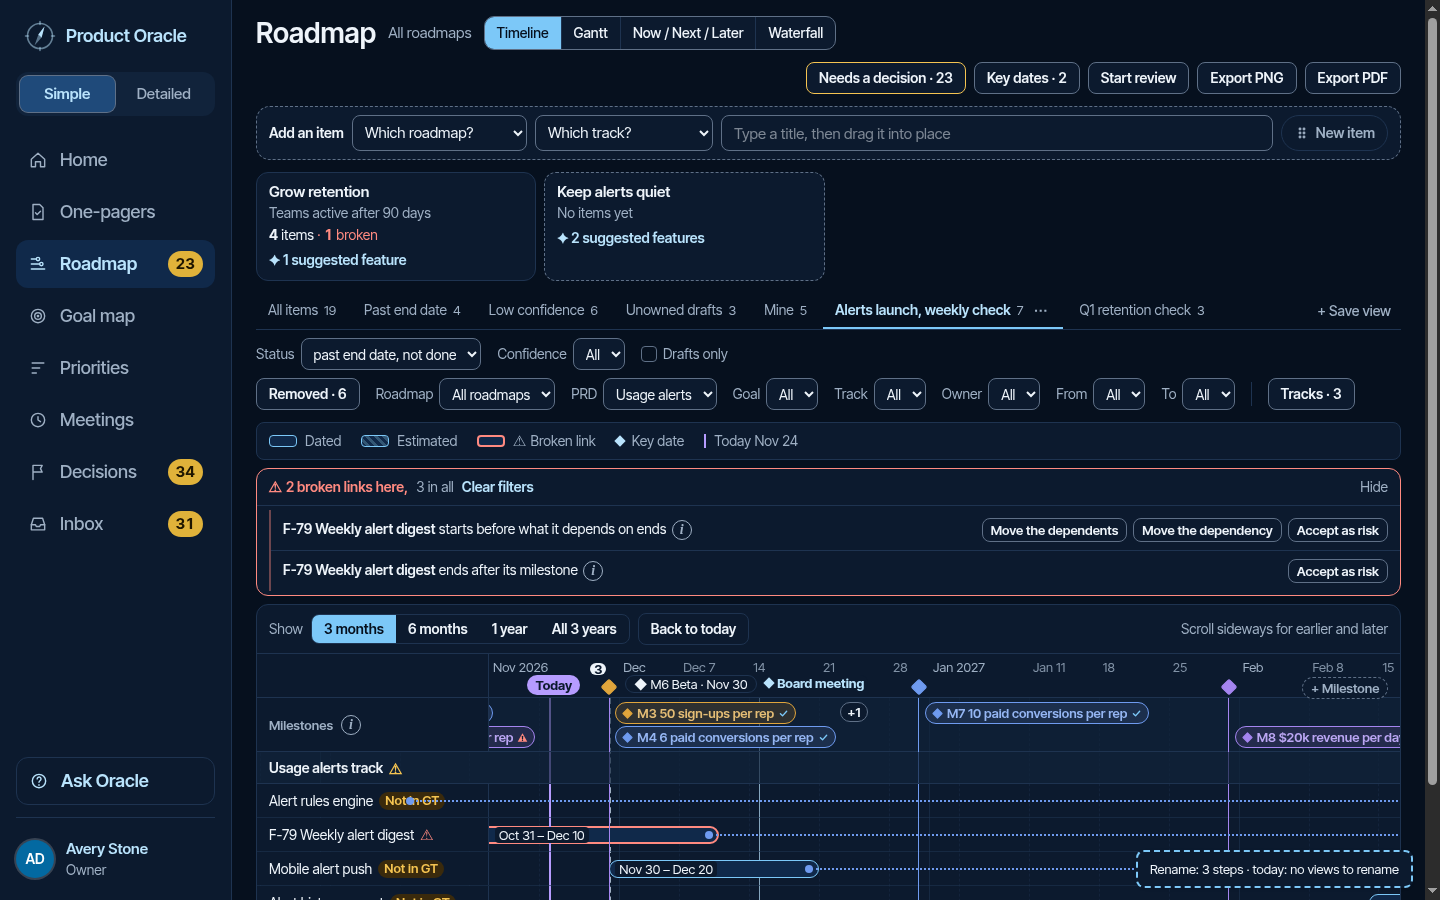 Product Oracle
Simple
Detailed
Home
One-pagers
Roadmap 23
Goal map
Priorities
Meetings
Decisions 34
Inbox 31
Ask Oracle
AD
Avery Stone
Owner
Roadmap All roadmaps Timeline Gantt Now / Next / Later Waterfall
Needs a decision · 23 Key dates · 2 Start review Export PNG Export PDF
Add an item Which roadmap? Which track? Type a title, then drag it into place New item
Grow retention
Teams active after 90 days
4 items · 1 broken
1 suggested feature
Keep alerts quiet
No items yet
2 suggested features
All items 19 Past end date 4 Low confidence 6 Unowned drafts 3 Mine 5 Alerts launch, weekly check 7 ··· Q1 retention check 3 + Save view
Status past end date, not done Confidence All Drafts only
Removed · 6 Roadmap All roadmaps PRD Usage alerts Goal All Track All Owner All From All To All Tracks · 3
Dated Estimated Broken link Key date Today Nov 24
2 broken links here, 3 in all Clear filters Hide
F-79 Weekly alert digest starts before what it depends on ends i Move the dependents Move the dependency Accept as risk
F-79 Weekly alert digest ends after its milestone i Accept as risk
Show 3 months 6 months 1 year All 3 years Back to today Scroll sideways for earlier and later
Nov 2026 3 Dec Dec 7 14 21 28 Jan 2027 Jan 11 18 25 Feb Feb 8 15
Today M6 Beta · Nov 30 Board meeting + Milestone
Milestones i M3 50 sign-ups per rep +1 M7 10 paid conversions per rep
rep M4 6 paid conversions per rep M8 $20k revenue per day
Usage alerts track
Alert rules engine Not in GT
F-79 Weekly alert digest Oct 31 – Dec 10
Mobile alert push Not in GT Nov 30 – Dec 20
Rename: 3 steps · today: no views to rename